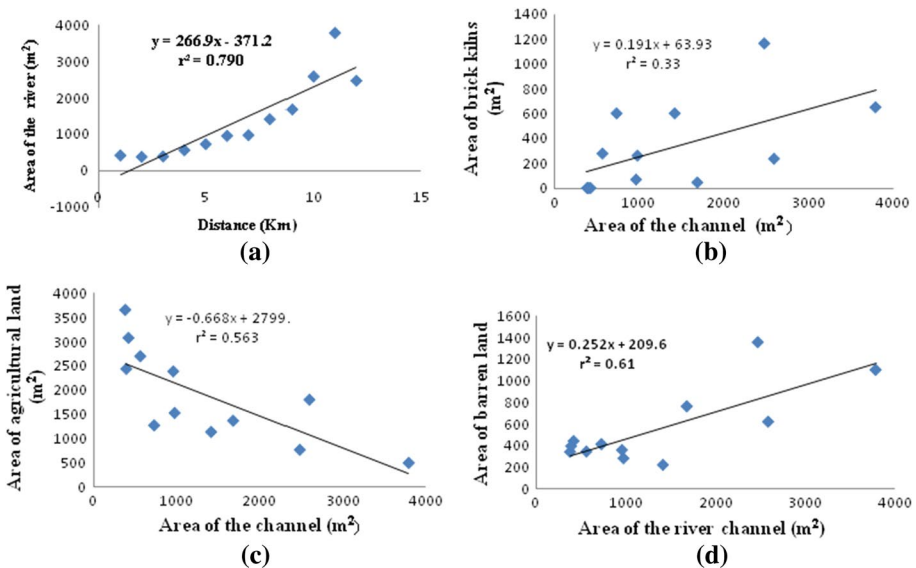 4000
3000
2000
1000
0
-1000
Area of the river (m²)
y = 266.9x - 371.2
r² = 0.790
0
5
10
15
Distance (Km)
(a)
1400
1200
1000
800
600
400
200
0
Area of brick kilns
(m²)
y = 0.191x + 63.93
r² = 0.33
0
1000
2000
3000
4000
Area of the channel (m²)
(b)
4000
3500
3000
2500
2000
1500
1000
500
0
Area of agricultural land
(m²)
y = -0.668x + 2799.
r² = 0.563
0
1000
2000
3000
4000
Area of the channel (m²)
(c)
1600
1400
1200
1000
800
600
400
200
0
Area of barren land
y = 0.252x + 209.6
r² = 0.61
0
1000
2000
3000
4000
Area of the river channel (m²)
(d)